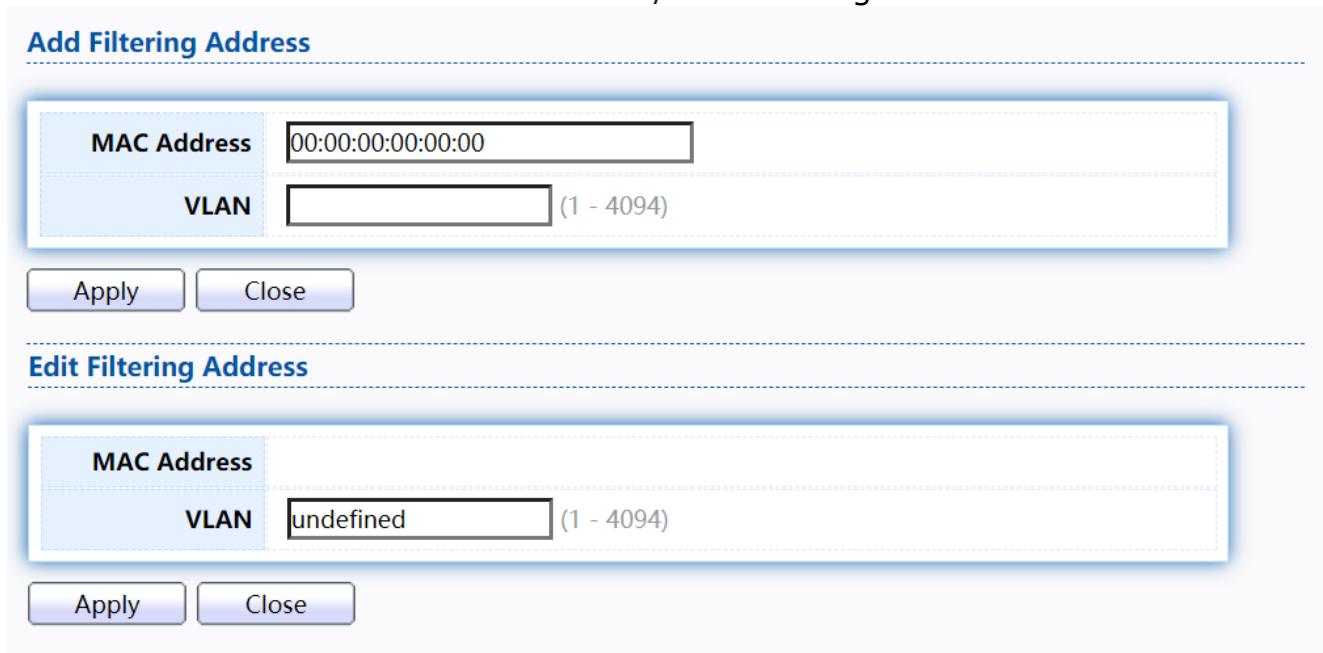 Add Filtering Address
MAC Address 00:00:00:00:00:00
VLAN (1 - 4094)
Apply Close
Edit Filtering Address
MAC Address
VLAN undefined (1 - 4094)
Apply Close